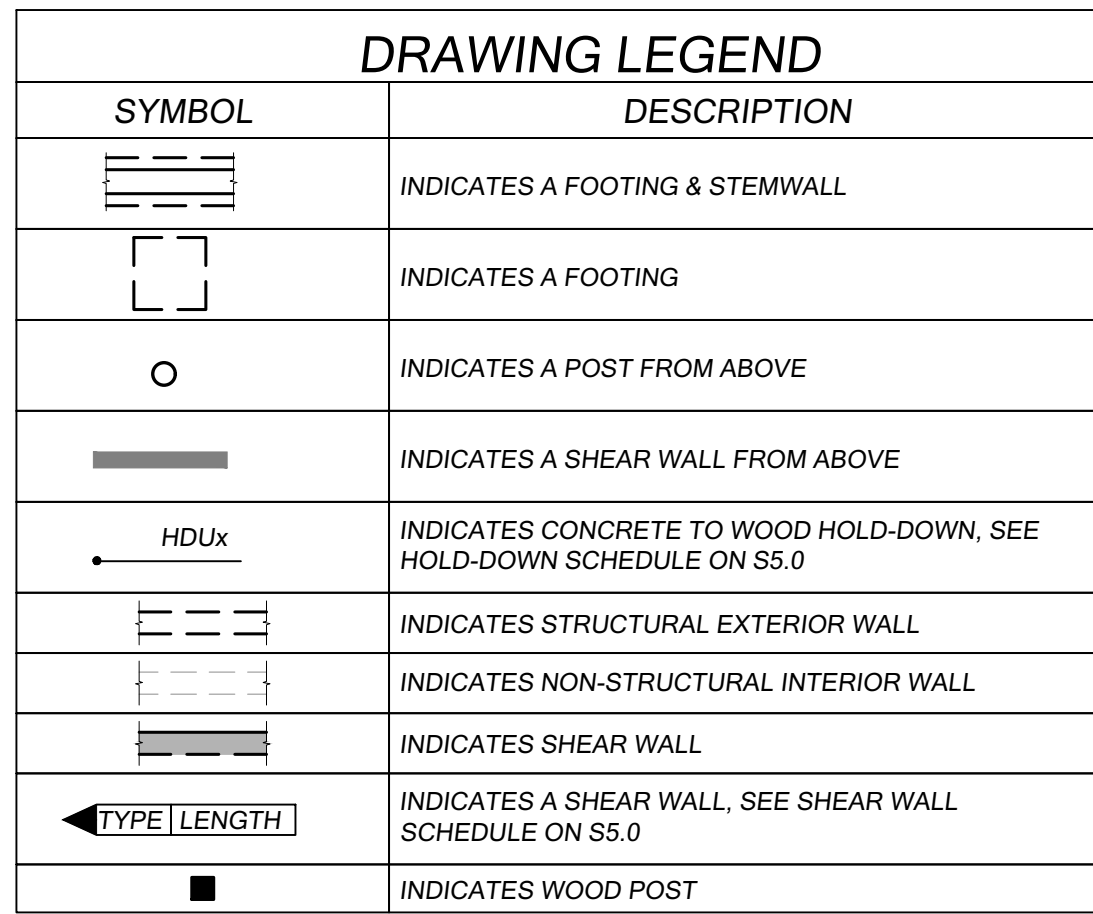 DRAWING LEGEND
SYMBOL DESCRIPTION
INDICATES A FOOTING & STEMWALL
INDICATES A FOOTING
INDICATES A POST FROM ABOVE
INDICATES A SHEAR WALL FROM ABOVE
HDUx
INDICATES CONCRETE TO WOOD HOLD-DOWN, SEE
HOLD-DOWN SCHEDULE ON S5.0
INDICATES STRUCTURAL EXTERIOR WALL
INDICATES NON-STRUCTURAL INTERIOR WALL
INDICATES SHEAR WALL
TYPE LENGTH
INDICATES A SHEAR WALL, SEE SHEAR WALL
SCHEDULE ON S5.0
INDICATES WOOD POST